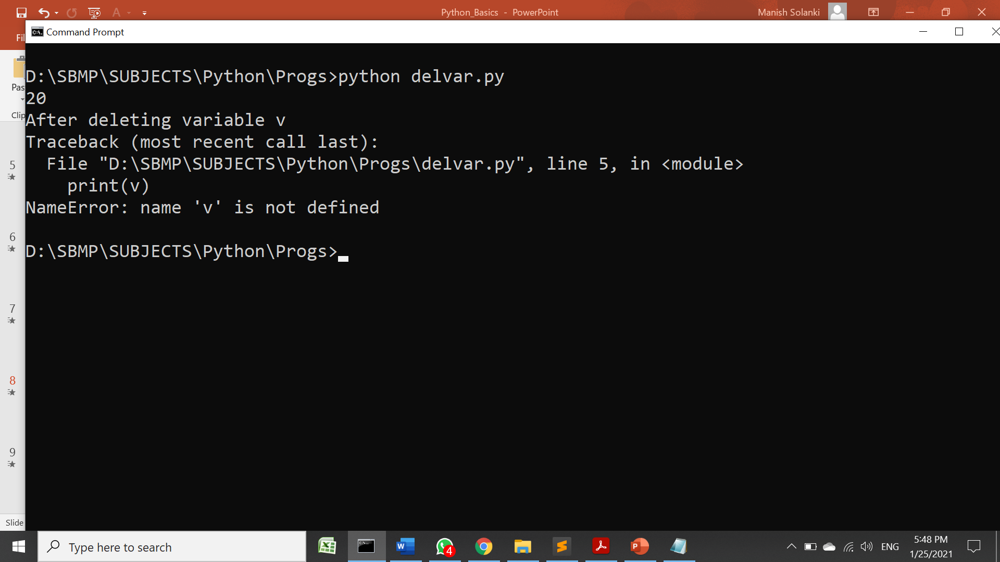 Python_Basics - PowerPoint
Manish Solanki
Fil
Command Prompt
Pas
Clip
D:\SBMP\SUBJECTS\Python\Progs>python delvar.py
20
After deleting variable v
Traceback (most recent call last):
  File "D:\SBMP\SUBJECTS\Python\Progs\delvar.py", line 5, in <module>
    print(v)
NameError: name 'v' is not defined
D:\SBMP\SUBJECTS\Python\Progs>
5
6
7
8
9
Slide
Type here to search
4
ENG
5:48 PM
1/25/2021